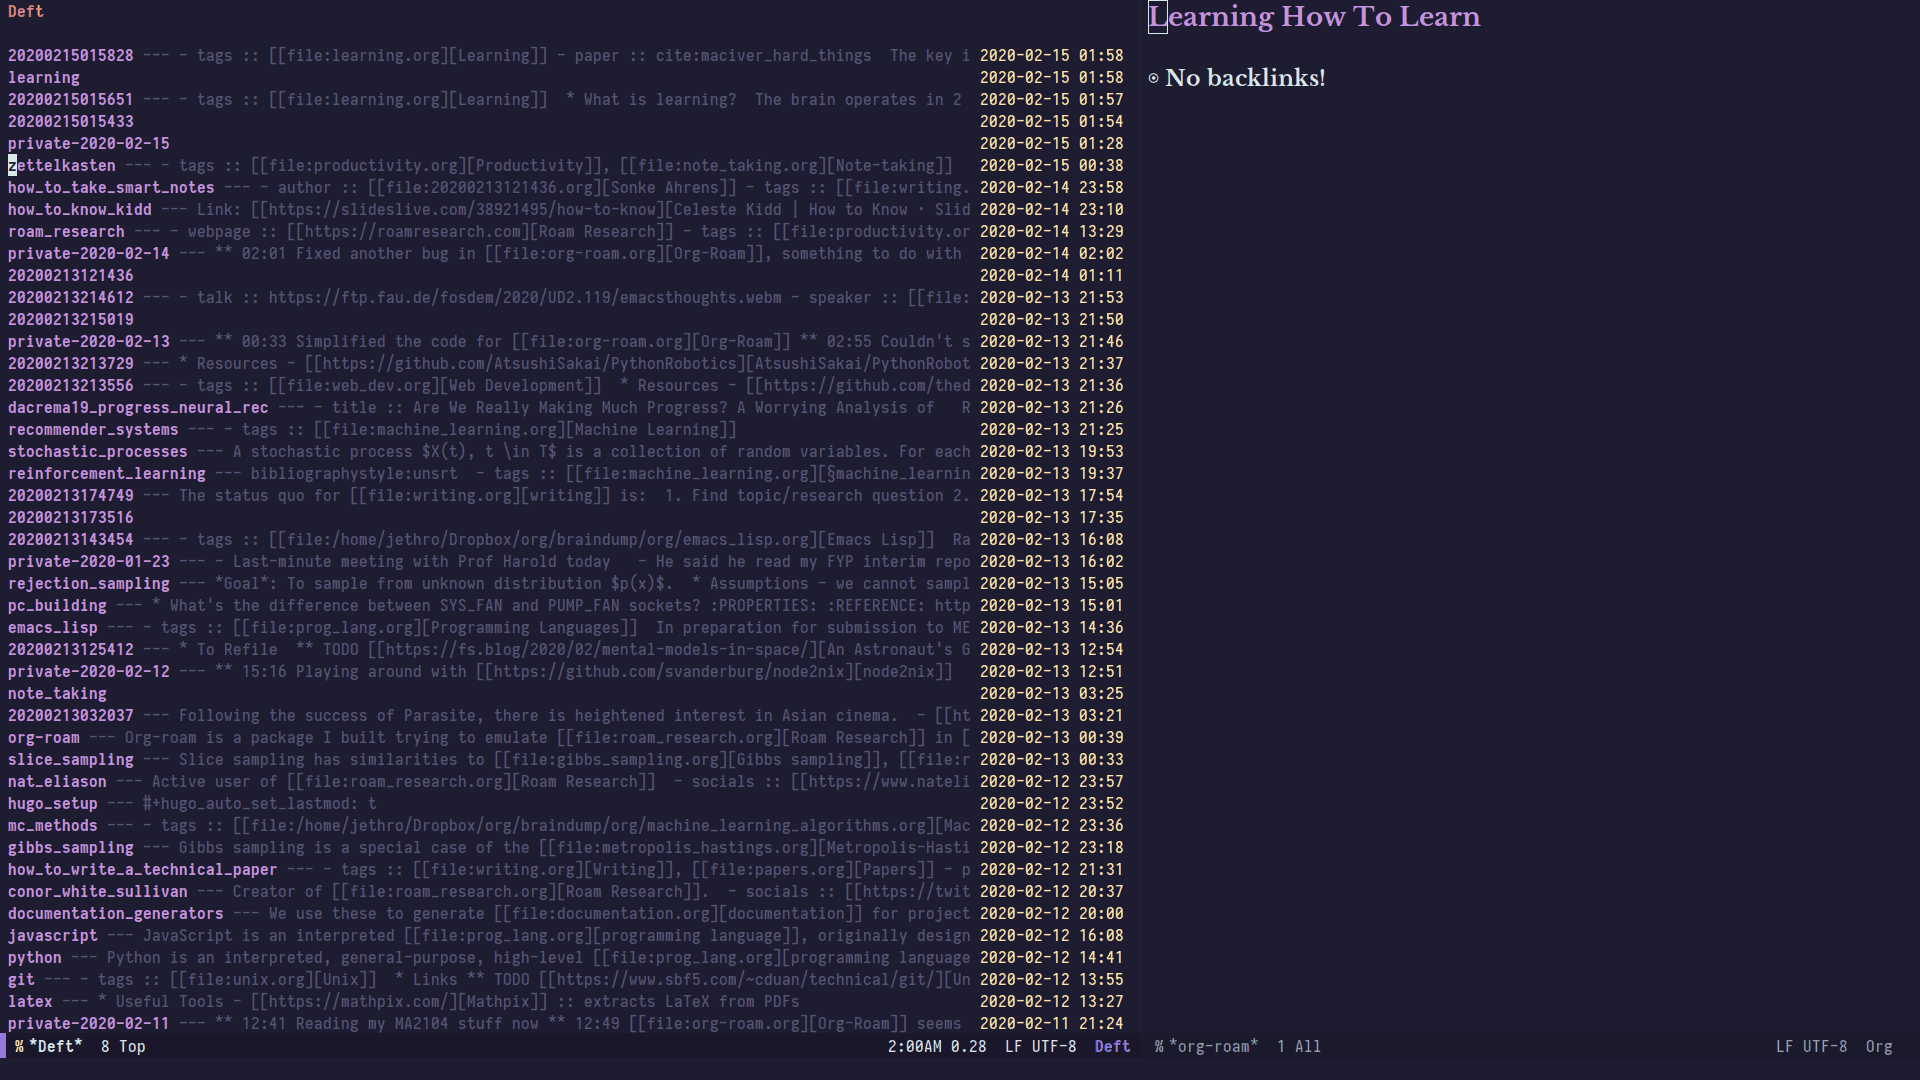 Deft
20200215015828 --- - tags :: [[file:learning.org][Learning]] - paper :: cite:maciver_hard_things  The key i 2020-02-15 01:58
learning 2020-02-15 01:58
20200215015651 --- - tags :: [[file:learning.org][Learning]]  * What is learning?  The brain operates in 2 2020-02-15 01:57
20200215015433 2020-02-15 01:54
private-2020-02-15 2020-02-15 01:28
zettelkasten --- - tags :: [[file:productivity.org][Productivity]], [[file:note_taking.org][Note-taking]] 2020-02-15 00:38
how_to_take_smart_notes --- - author :: [[file:20200213121436.org][Sonke Ahrens]] - tags :: [[file:writing. 2020-02-14 23:58
how_to_know_kidd --- Link: [[https://slideslive.com/38921495/how-to-know][Celeste Kidd | How to Know · Slid 2020-02-14 23:10
roam_research --- - webpage :: [[https://roamresearch.com][Roam Research]] - tags :: [[file:productivity.or 2020-02-14 13:29
private-2020-02-14 --- ** 02:01 Fixed another bug in [[file:org-roam.org][Org-Roam]], something to do with 2020-02-14 02:02
20200213121436 2020-02-14 01:11
20200213214612 --- - talk :: https://ftp.fau.de/fosdem/2020/UD2.119/emacsthoughts.webm - speaker :: [[file: 2020-02-13 21:53
20200213215019 2020-02-13 21:50
private-2020-02-13 --- ** 00:33 Simplified the code for [[file:org-roam.org][Org-Roam]] ** 02:55 Couldn't s 2020-02-13 21:46
20200213213729 --- * Resources - [[https://github.com/AtsushiSakai/PythonRobotics][AtsushiSakai/PythonRobot 2020-02-13 21:37
20200213213556 --- - tags :: [[file:web_dev.org][Web Development]]  * Resources - [[https://github.com/thed 2020-02-13 21:36
dacrema19_progress_neural_rec --- - title :: Are We Really Making Much Progress? A Worrying Analysis of   R 2020-02-13 21:26
recommender_systems --- - tags :: [[file:machine_learning.org][Machine Learning]] 2020-02-13 21:25
stochastic_processes --- A stochastic process $X(t), t \in T$ is a collection of random variables. For each 2020-02-13 19:53
reinforcement_learning --- bibliographystyle:unsrt  - tags :: [[file:machine_learning.org][§machine_learnin 2020-02-13 19:37
20200213174749 --- The status quo for [[file:writing.org][writing]] is:  1. Find topic/research question 2. 2020-02-13 17:54
20200213173516 2020-02-13 17:35
20200213143454 --- - tags :: [[file:/home/jethro/Dropbox/org/braindump/org/emacs_lisp.org][Emacs Lisp]]  Ra 2020-02-13 16:08
private-2020-01-23 --- - Last-minute meeting with Prof Harold today   - He said he read my FYP interim repo 2020-02-13 16:02
rejection_sampling --- *Goal*: To sample from unknown distribution $p(x)$.  * Assumptions - we cannot sampl 2020-02-13 15:05
pc_building --- * What's the difference between SYS_FAN and PUMP_FAN sockets? :PROPERTIES: :REFERENCE: http 2020-02-13 15:01
emacs_lisp --- - tags :: [[file:prog_lang.org][Programming Languages]]  In preparation for submission to ME 2020-02-13 14:36
20200213125412 --- * To Refile  ** TODO [[https://fs.blog/2020/02/mental-models-in-space/][An Astronaut's G 2020-02-13 12:54
private-2020-02-12 --- ** 15:16 Playing around with [[https://github.com/svanderburg/node2nix][node2nix]] 2020-02-13 12:51
note_taking 2020-02-13 03:25
20200213032037 --- Following the success of Parasite, there is heightened interest in Asian cinema.  - [[ht 2020-02-13 03:21
org-roam --- Org-roam is a package I built trying to emulate [[file:roam_research.org][Roam Research]] in [ 2020-02-13 00:39
slice_sampling --- Slice sampling has similarities to [[file:gibbs_sampling.org][Gibbs sampling]], [[file:r 2020-02-13 00:33
nat_eliason --- Active user of [[file:roam_research.org][Roam Research]]  - socials :: [[https://www.nateli 2020-02-12 23:57
hugo_setup --- #+hugo_auto_set_lastmod: t 2020-02-12 23:52
mc_methods --- - tags :: [[file:/home/jethro/Dropbox/org/braindump/org/machine_learning_algorithms.org][Mac 2020-02-12 23:36
gibbs_sampling --- Gibbs sampling is a special case of the [[file:metropolis_hastings.org][Metropolis-Hasti 2020-02-12 23:18
how_to_write_a_technical_paper --- - tags :: [[file:writing.org][Writing]], [[file:papers.org][Papers]] - p 2020-02-12 21:31
conor_white_sullivan --- Creator of [[file:roam_research.org][Roam Research]].  - socials :: [[https://twit 2020-02-12 20:37
documentation_generators --- We use these to generate [[file:documentation.org][documentation]] for project 2020-02-12 20:00
javascript --- JavaScript is an interpreted [[file:prog_lang.org][programming language]], originally design 2020-02-12 16:08
python --- Python is an interpreted, general-purpose, high-level [[file:prog_lang.org][programming language 2020-02-12 14:41
git --- - tags :: [[file:unix.org][Unix]]  * Links ** TODO [[https://www.sbf5.com/~cduan/technical/git/][Un 2020-02-12 13:55
latex --- * Useful Tools - [[https://mathpix.com/][Mathpix]] :: extracts LaTeX from PDFs 2020-02-12 13:27
private-2020-02-11 --- ** 12:41 Reading my MA2104 stuff now ** 12:49 [[file:org-roam.org][Org-Roam]] seems 2020-02-11 21:24
% *Deft*  8 Top 2:00AM 0.28  LF UTF-8  Deft
Learning How To Learn
No backlinks!
% *org-roam*  1 All LF UTF-8  Org